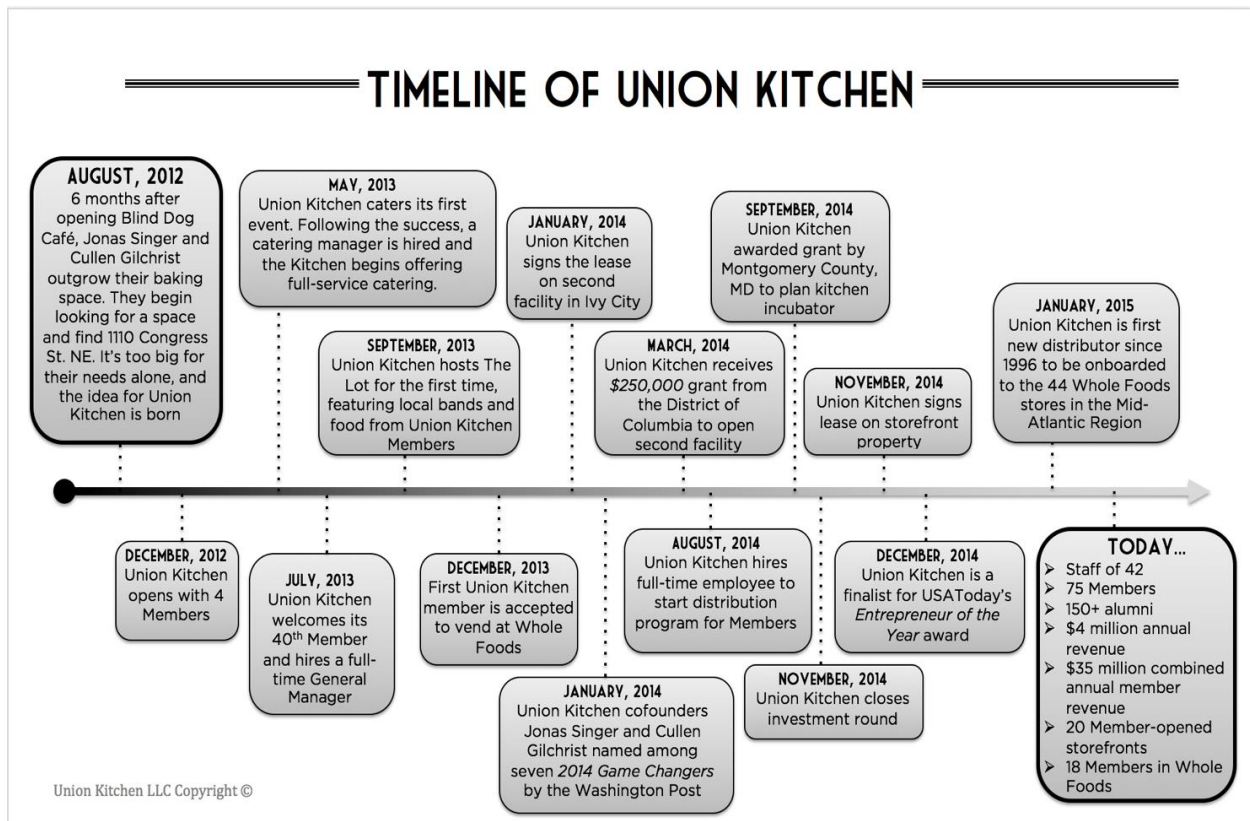 TIMELINE OF UNION KITCHEN
AUGUST, 2012
6 months after
opening Blind Dog
Café, Jonas Singer and
Cullen Gilchrist
outgrow their baking
space. They begin
looking for a space
and find 1110 Congress
St. NE. It's too big for
their needs alone, and
the idea for Union
Kitchen is born
DECEMBER, 2012
Union Kitchen
opens with 4
Members
MAY, 2013
Union Kitchen caters its first
event. Following the success, a
catering manager is hired and
the Kitchen begins offering
full-service catering.
JULY, 2013
Union Kitchen
welcomes its
40th Member
and hires a full-
time General
Manager
SEPTEMBER, 2013
Union Kitchen hosts The
Lot for the first time,
featuring local bands and
food from Union Kitchen
Members
DECEMBER, 2013
First Union Kitchen
member is accepted
to vend at Whole
Foods
JANUARY, 2014
Union Kitchen
signs the lease
on second
facility in Ivy City
JANUARY, 2014
Union Kitchen cofounders
Jonas Singer and Cullen
Gilchrist named among
seven 2014 Game Changers
by the Washington Post
MARCH, 2014
Union Kitchen receives
$250,000 grant from
the District of
Columbia to open
second facility
AUGUST, 2014
Union Kitchen hires
full-time employee to
start distribution
program for Members
SEPTEMBER, 2014
Union Kitchen
awarded grant by
Montgomery County,
MD to plan kitchen
incubator
NOVEMBER, 2014
Union Kitchen closes
investment round
NOVEMBER, 2014
Union Kitchen signs
lease on storefront
property
DECEMBER, 2014
Union Kitchen is a
finalist for USAToday's
Entrepreneur of the
Year award
JANUARY, 2015
Union Kitchen is first
new distributor since
1996 to be onboarded
to the 44 Whole Foods
stores in the Mid-
Atlantic Region
TODAY...
➢ Staff of 42
➢ 75 Members
➢ 150+ alumni
➢ $4 million annual
revenue
➢ $35 million combined
annual member
revenue
➢ 20 Member-opened
storefronts
➢ 18 Members in Whole
Foods
Union Kitchen LLC Copyright ©